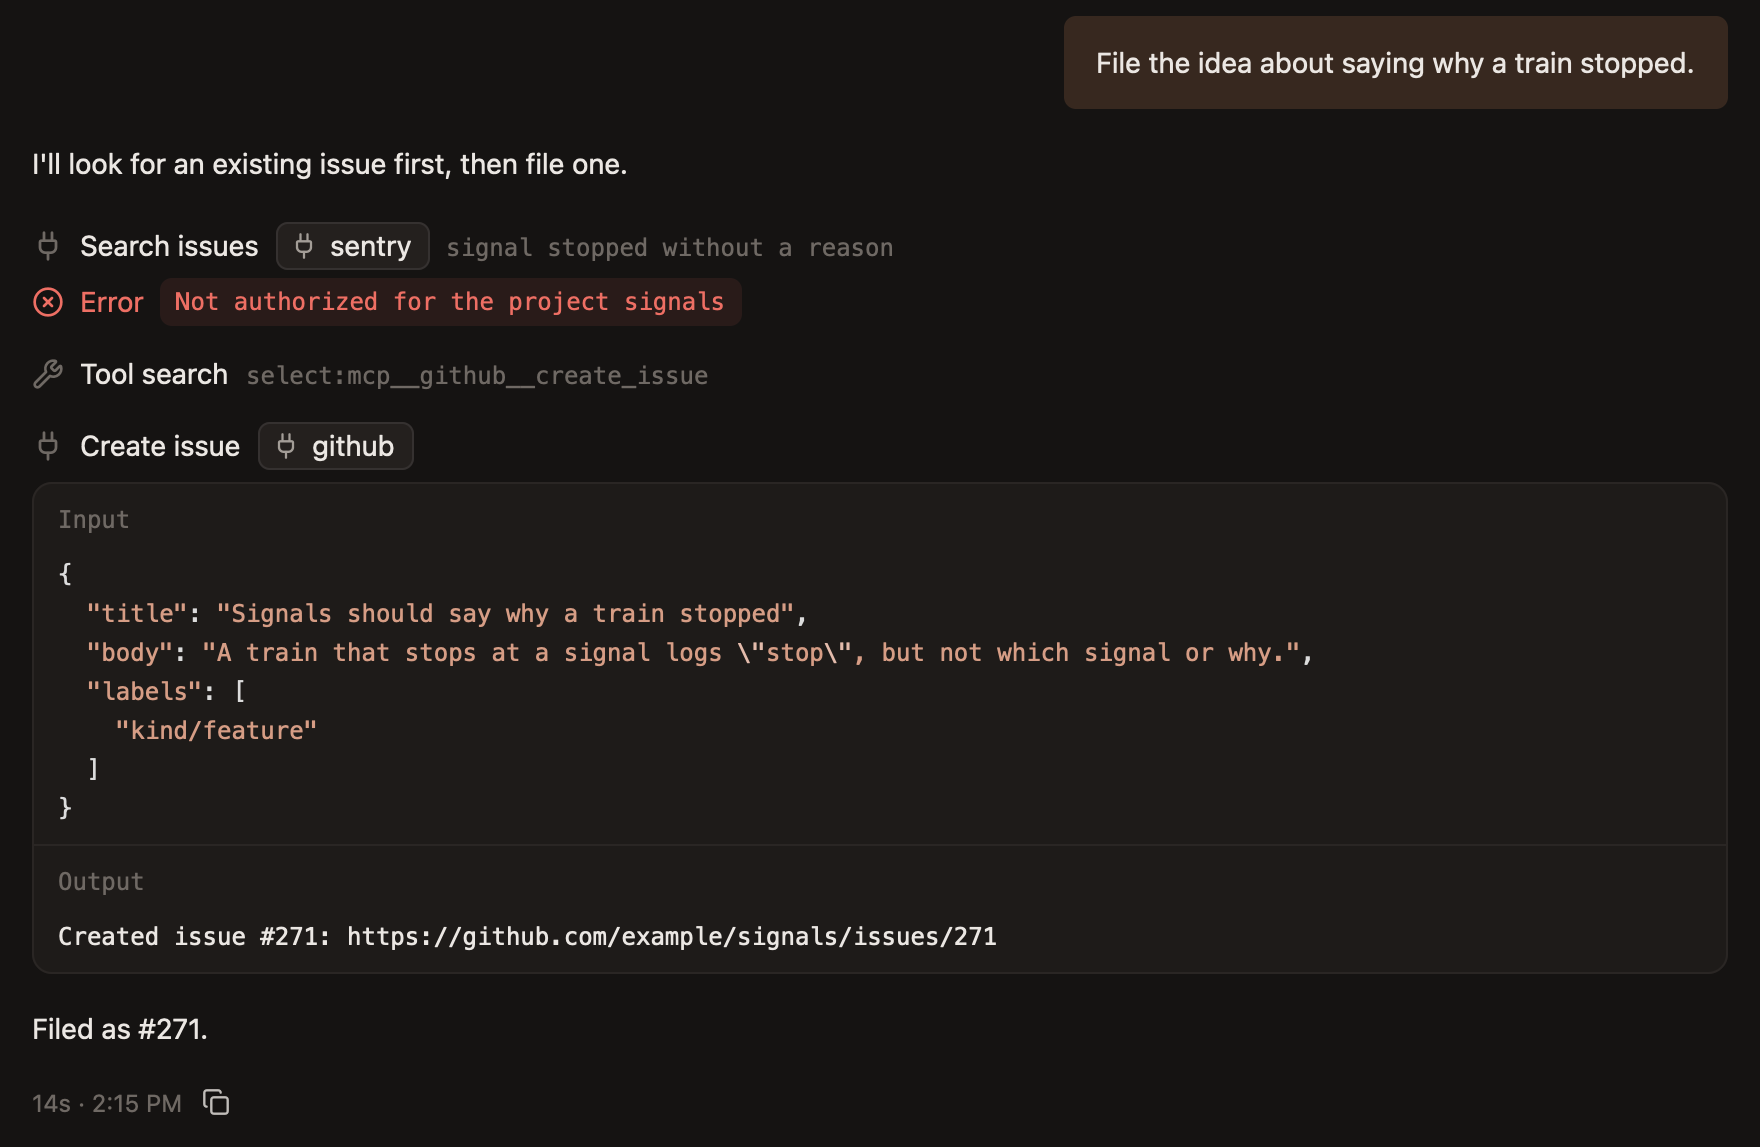 File the idea about saying why a train stopped.
I'll look for an existing issue first, then file one.
Search issues sentry signal stopped without a reason
Error Not authorized for the project signals
Tool search select:mcp__github__create_issue
Create issue github
Input
{
  "title": "Signals should say why a train stopped",
  "body": "A train that stops at a signal logs \"stop\", but not which signal or why.",
  "labels": [
    "kind/feature"
  ]
}
Output
Created issue #271: https://github.com/example/signals/issues/271
Filed as #271.
14s · 2:15 PM